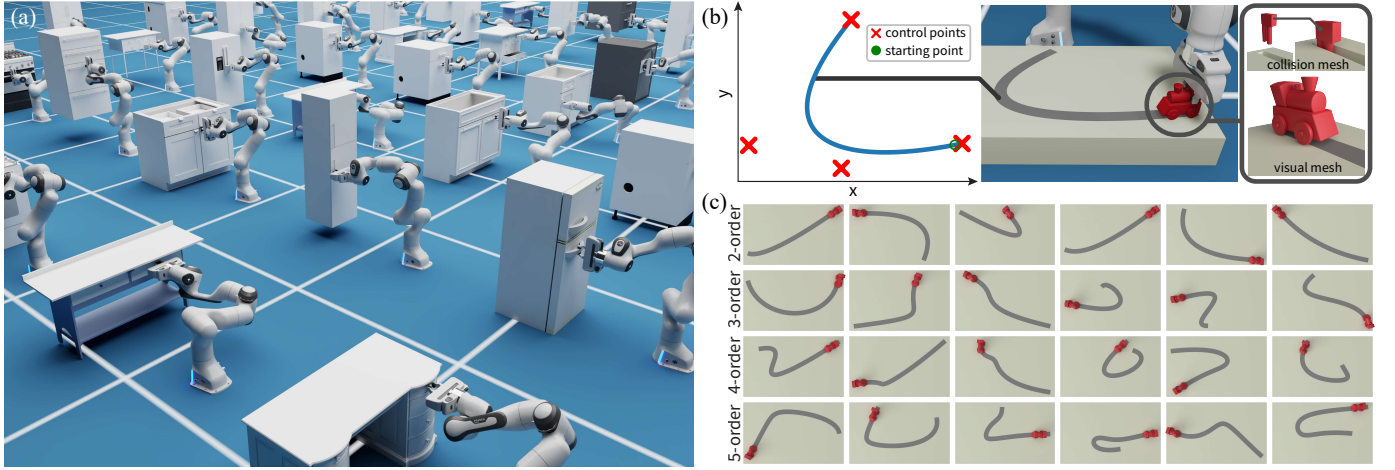 (a)
(b)
control points
starting point
y
x
collision mesh
visual mesh
(c)
2-order
3-order
4-order
5-order